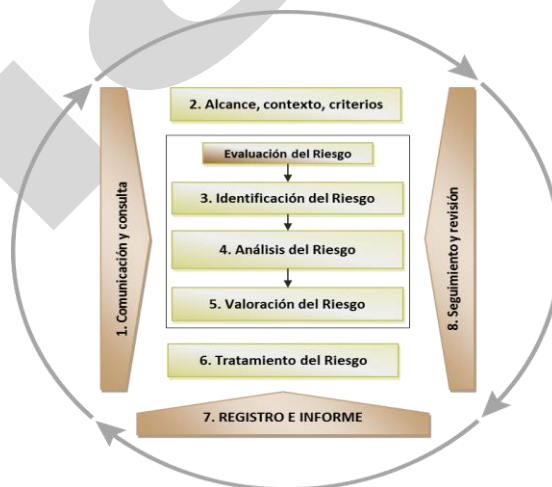 2. Alcance, contexto, criterios
Evaluación del Riesgo
3. Identificación del Riesgo
4. Análisis del Riesgo
5. Valoración del Riesgo
6. Tratamiento del Riesgo
7. REGISTRO E INFORME
1. Comunicación y consulta
8. Seguimiento y revisión